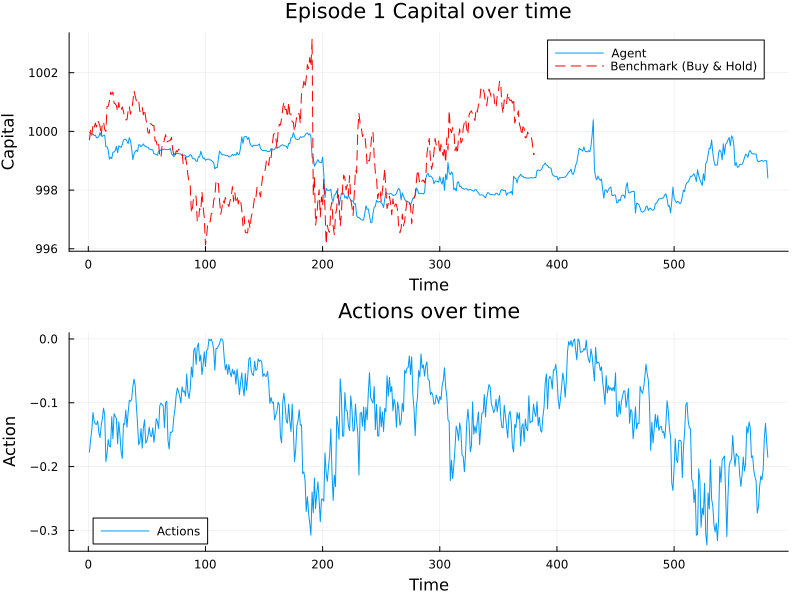 Episode 1 Capital over time
Capital
1002
1000
998
996
Agent
Benchmark (Buy & Hold)
0
100
200
300
400
500
Time
Actions over time
Action
0.0
−0.1
−0.2
−0.3
Actions
0
100
200
300
400
500
Time